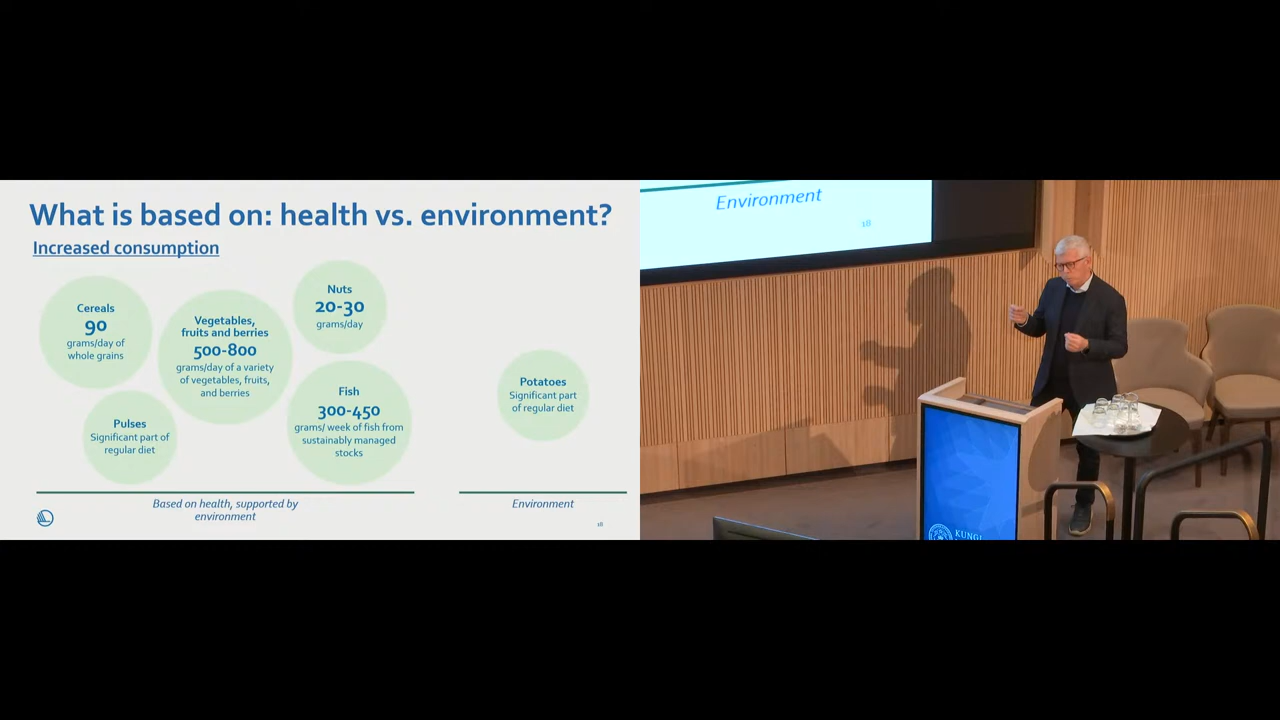 What is based on: health vs. environment?
Increased consumption
Cereals
90
grams/day of
whole grains
Vegetables,
fruits and berries
500-800
grams/day of a variety
of vegetables, fruits,
and berries
Nuts
20-30
grams/day
Pulses
Significant part of
regular diet
Fish
300-450
grams/ week of fish from
sustainably managed
stocks
Potatoes
Significant part
of regular diet
Based on health, supported by
environment
Environment
18
Environment
18
KUNGL